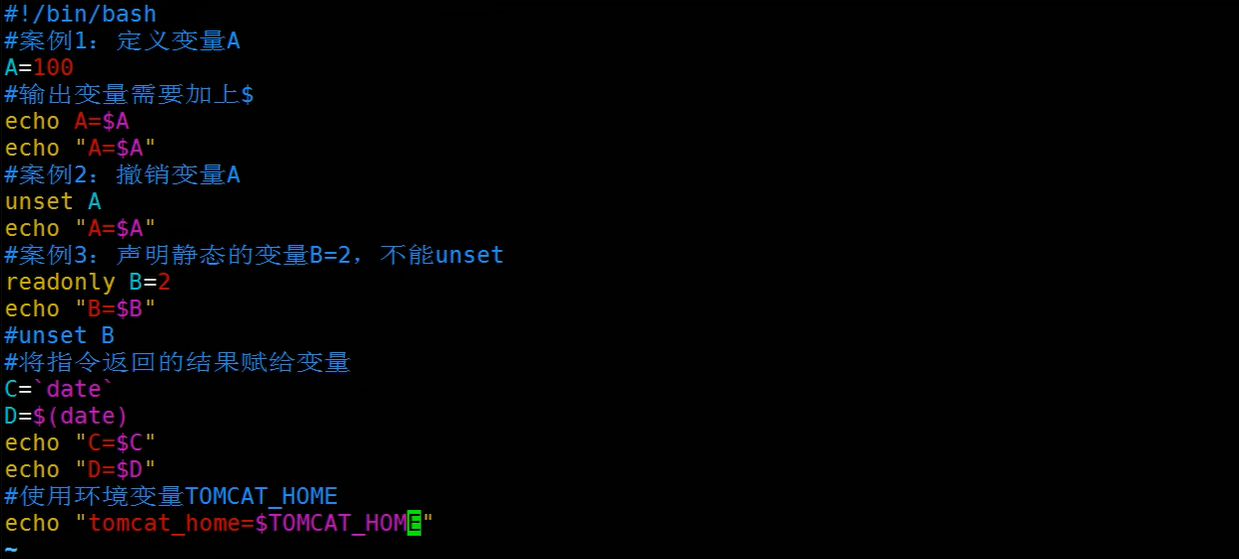 #!/bin/bash
#案例1：定义变量A
A=100
#输出变量需要加上$
echo A=$A
echo "A=$A"
#案例2：撤销变量A
unset A
echo "A=$A"
#案例3：声明静态的变量B=2，不能unset
readonly B=2
echo "B=$B"
#unset B
#将指令返回的结果赋给变量
C=`date`
D=$(date)
echo "C=$C"
echo "D=$D"
#使用环境变量TOMCAT_HOME
echo "tomcat_home=$TOMCAT_HOME"
~